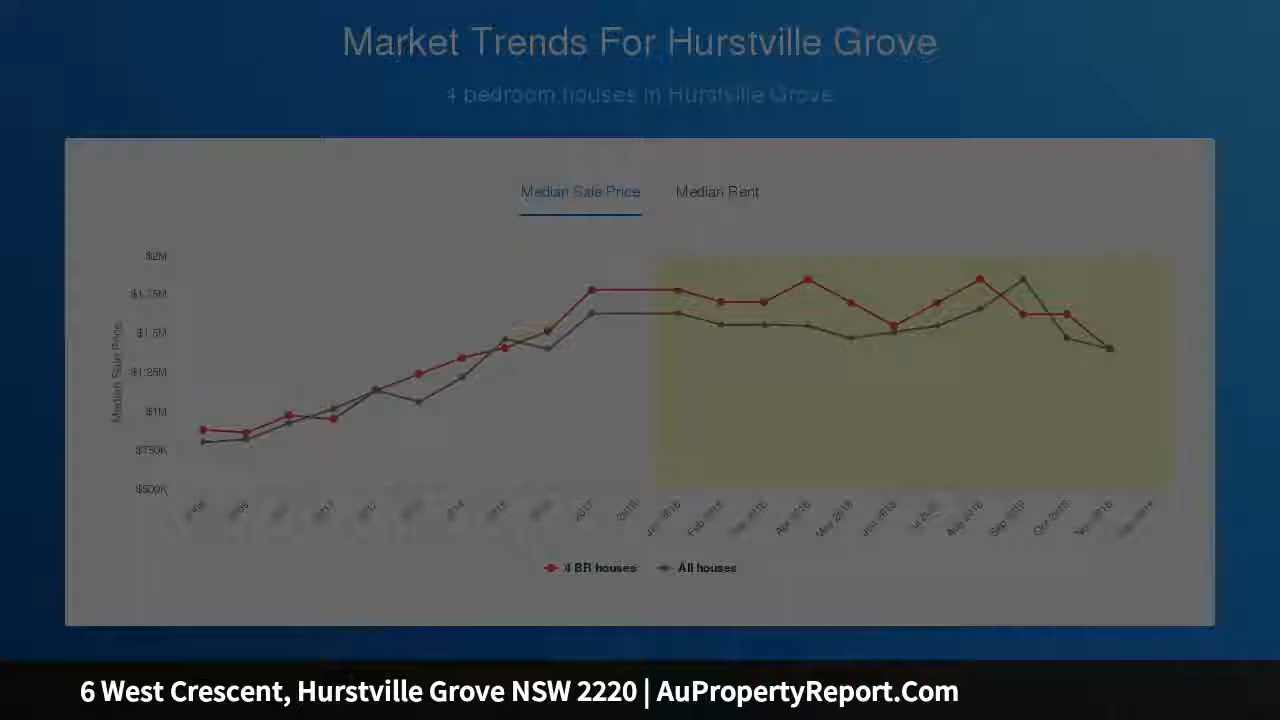 Market Trends For Hurstville Grove
4 bedroom houses in Hurstville Grove
Median Sale Price Median Rent
$2M
$1.75M
$1.5M
$1.25M
$1M
$750K
$500K
Median Sale Price
2017 2018 Jan 2018 Feb 2018 Apr 2018 May 2018 Jun 2018 Aug 2018 Sep 2018 Oct 2018 Nov 2018
4 BR houses All houses
6 West Crescent, Hurstville Grove NSW 2220 | AuPropertyReport.Com